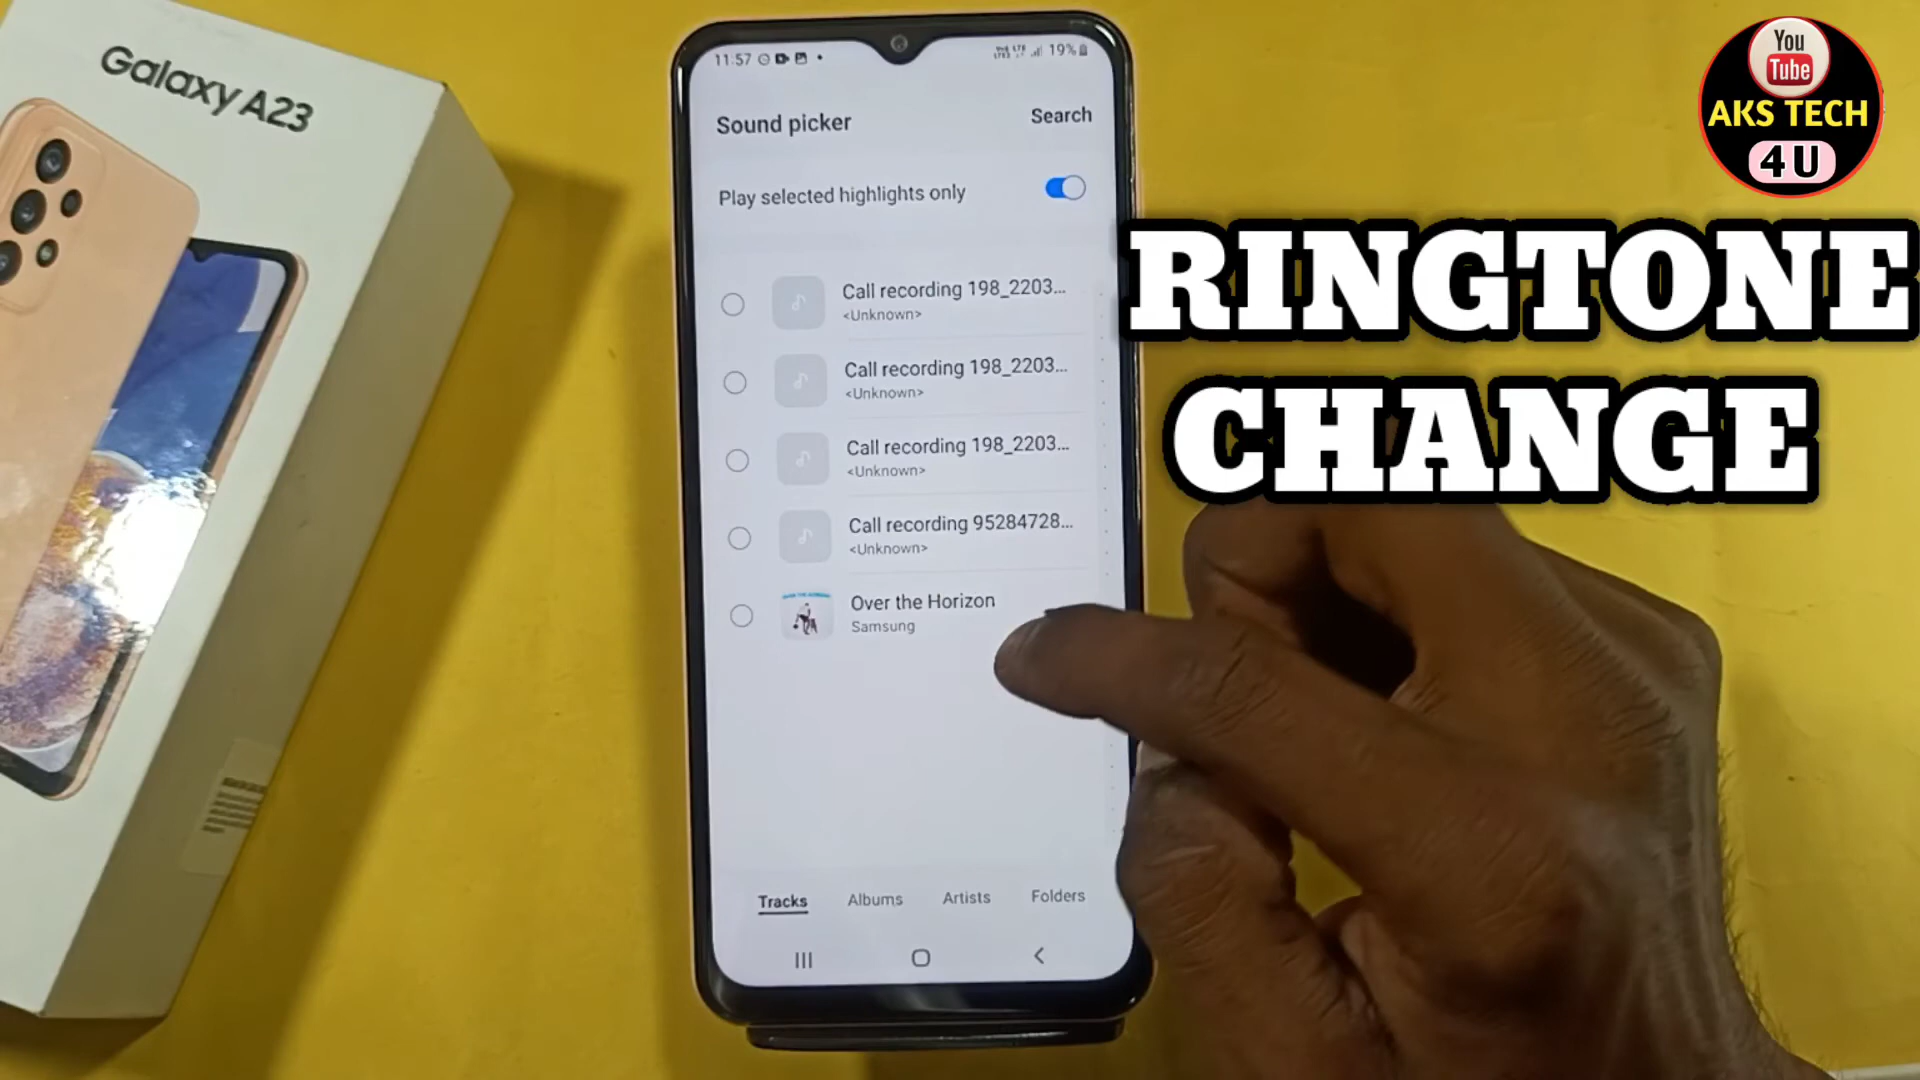 Galaxy A23
11:57
19%
Sound picker
Search
Play selected highlights only
Call recording 198_2203...
<Unknown>
Call recording 198_2203...
<Unknown>
Call recording 198_2203...
<Unknown>
Call recording 95284728...
<Unknown>
Over the Horizon
Samsung
Tracks
Albums
Artists
Folders
You
Tube
AKS TECH
4 U
RINGTONE
CHANGE